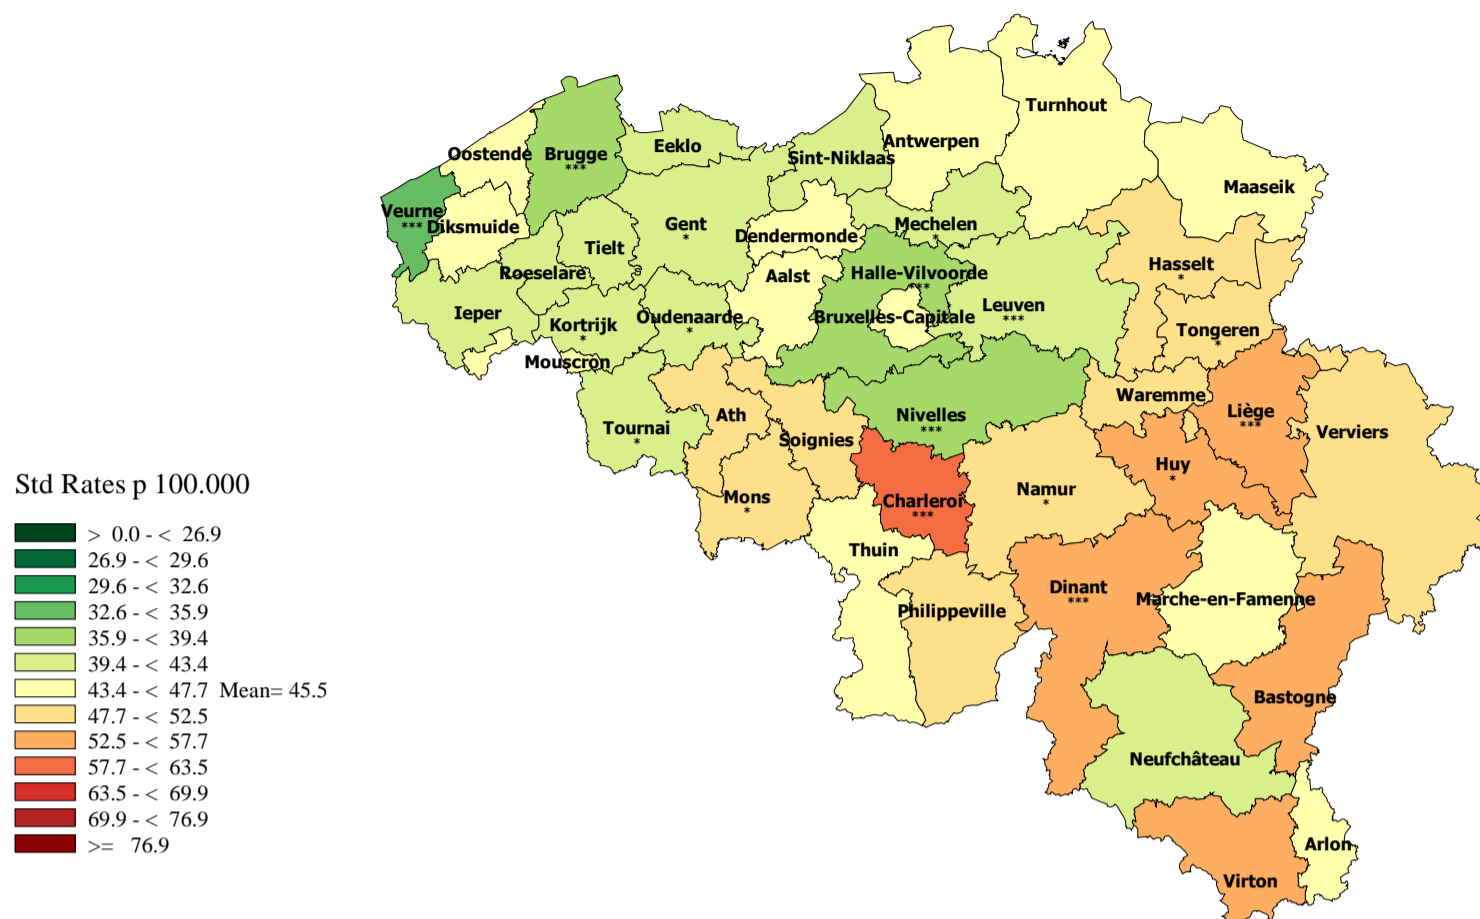 Turnhout
Antwerpen
Eeklo
Oostende
Brugge
***
Sint-Niklaas
Maaseik
Veurne
***
Diksmuide
Gent
*
Mechelen
*
Dendermonde
Tielt
Roeselare
Aalst
Halle-Vilvoorde
***
Hasselt
*
Ieper
Kortrijk
*
Oudenaarde
*
Bruxelles-Capitale
Leuven
***
Tongeren
*
Mouscron
Ath
Tournai
*
Soignies
Nivelles
***
Waremme
Liège
***
Verviers
Huy
*
Mons
*
Charleroi
***
Namur
*
Thuin
Dinant
***
Marche-en-Famenne
Philippeville
Bastogne
Neufchâteau
Arlon
Virton
Std Rates p 100.000
> 0.0 - < 26.9
26.9 - < 29.6
29.6 - < 32.6
32.6 - < 35.9
35.9 - < 39.4
39.4 - < 43.4
43.4 - < 47.7 Mean= 45.5
47.7 - < 52.5
52.5 - < 57.7
57.7 - < 63.5
63.5 - < 69.9
69.9 - < 76.9
>= 76.9